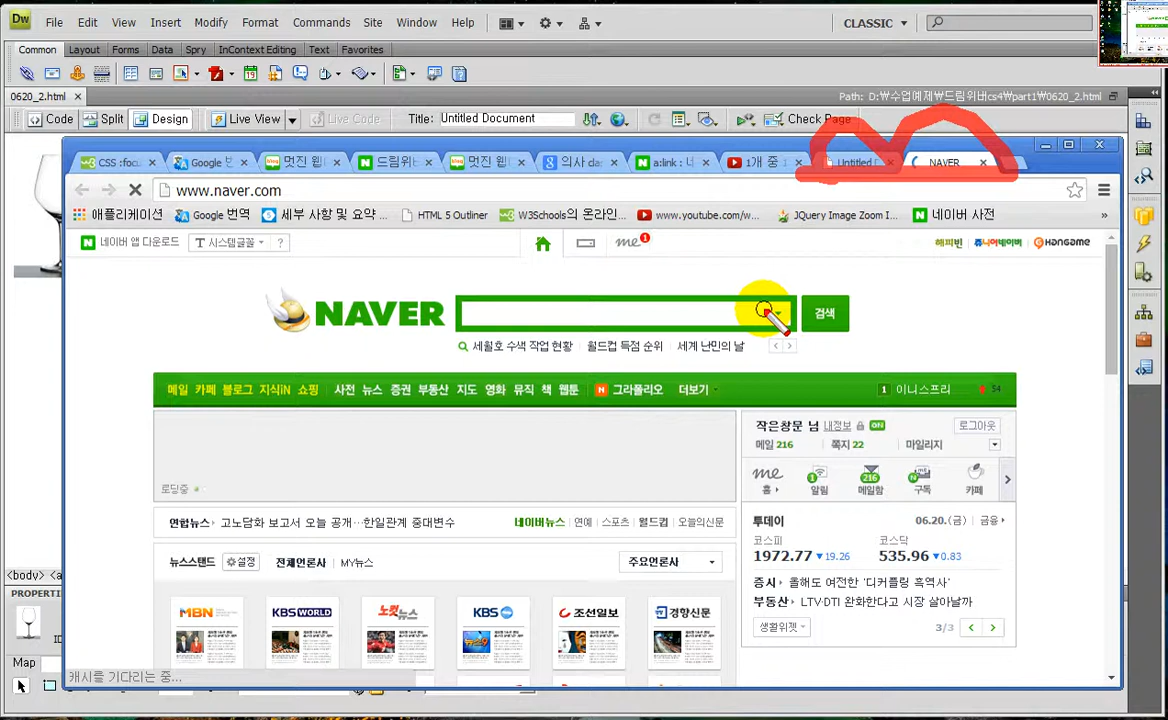 Dw File Edit View Insert Modify Format Commands Site Window Help CLASSIC
Common Layout Forms Data Spry InContext Editing Text Favorites
0620_2.html Path: D:₩수업예제₩드림위버cs4₩part1₩0620_2.html
Code Split Design Live View Live Code Title: Untitled Document Check Page
CSS :foc Google 번 멋진 웹 드림위버 멋진 웹 의사 clas a:link : 너 1개 중 Untitled D NAVER
www.naver.com
애플리케이션 Google 번역 세부 사항 및 요약 ... HTML 5 Outliner W3Schools의 온라인... www.youtube.com/w... JQuery Image Zoom I... 네이버 사전 »
네이버 앱 다운로드 T 시스템글꼴 ? me 1 해피빈 쥬니어네이버 HANGAME
NAVER 검색
세월호 수색 작업 현황 월드컵 득점 순위 세계 난민의 날
메일 카페 블로그 지식iN 쇼핑 사전 뉴스 증권 부동산 지도 영화 뮤직 책 웹툰 그라폴리오 더보기 1 이니스프리 54
작은창문 님 내정보 ON 로그아웃
메일 216 쪽지 22 마일리지
me 1 216 N
홈 알림 메일함 구독 카페
로딩중
연합뉴스 고노담화 보고서 오늘 공개…한일관계 중대변수 네이버뉴스 연예 스포츠 월드컵 오늘의신문
투데이 06.20.(금) 금융
코스피 코스닥
1972.77 ▼19.26 535.96 ▼0.83
뉴스스탠드 설정 전체언론사 MY뉴스 주요언론사
증시 올해도 여전한 '디커플링 흑역사'
부동산 LTV·DTI 완화한다고 시장 살아날까
MBN KBS WORLD 노컷뉴스 KBS 조선일보 경향신문
생활위젯 3/3
<body> <a
PROPERTI
ID
Map
캐시를 기다리는 중...